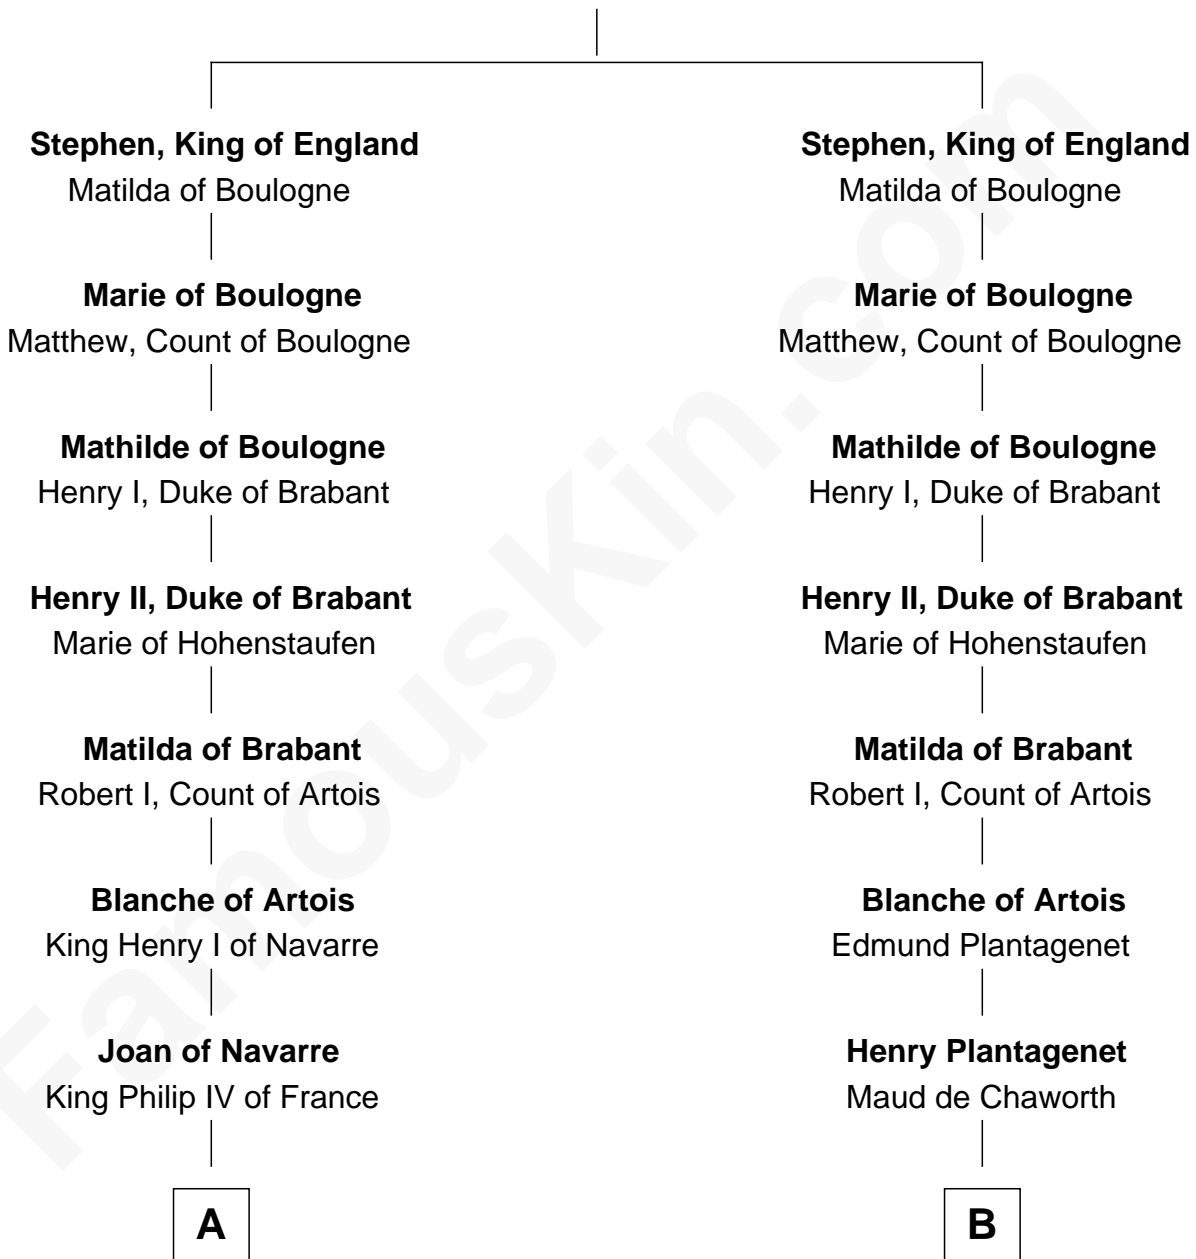 Stephen, King of England
Matilda of Boulogne
Marie of Boulogne
Matthew, Count of Boulogne
Mathilde of Boulogne
Henry I, Duke of Brabant
Henry II, Duke of Brabant
Marie of Hohenstaufen
Matilda of Brabant
Robert I, Count of Artois
Blanche of Artois
King Henry I of Navarre
Joan of Navarre
King Philip IV of France
A
Stephen, King of England
Matilda of Boulogne
Marie of Boulogne
Matthew, Count of Boulogne
Mathilde of Boulogne
Henry I, Duke of Brabant
Henry II, Duke of Brabant
Marie of Hohenstaufen
Matilda of Brabant
Robert I, Count of Artois
Blanche of Artois
Edmund Plantagenet
Henry Plantagenet
Maud de Chaworth
B
FamousKin.com